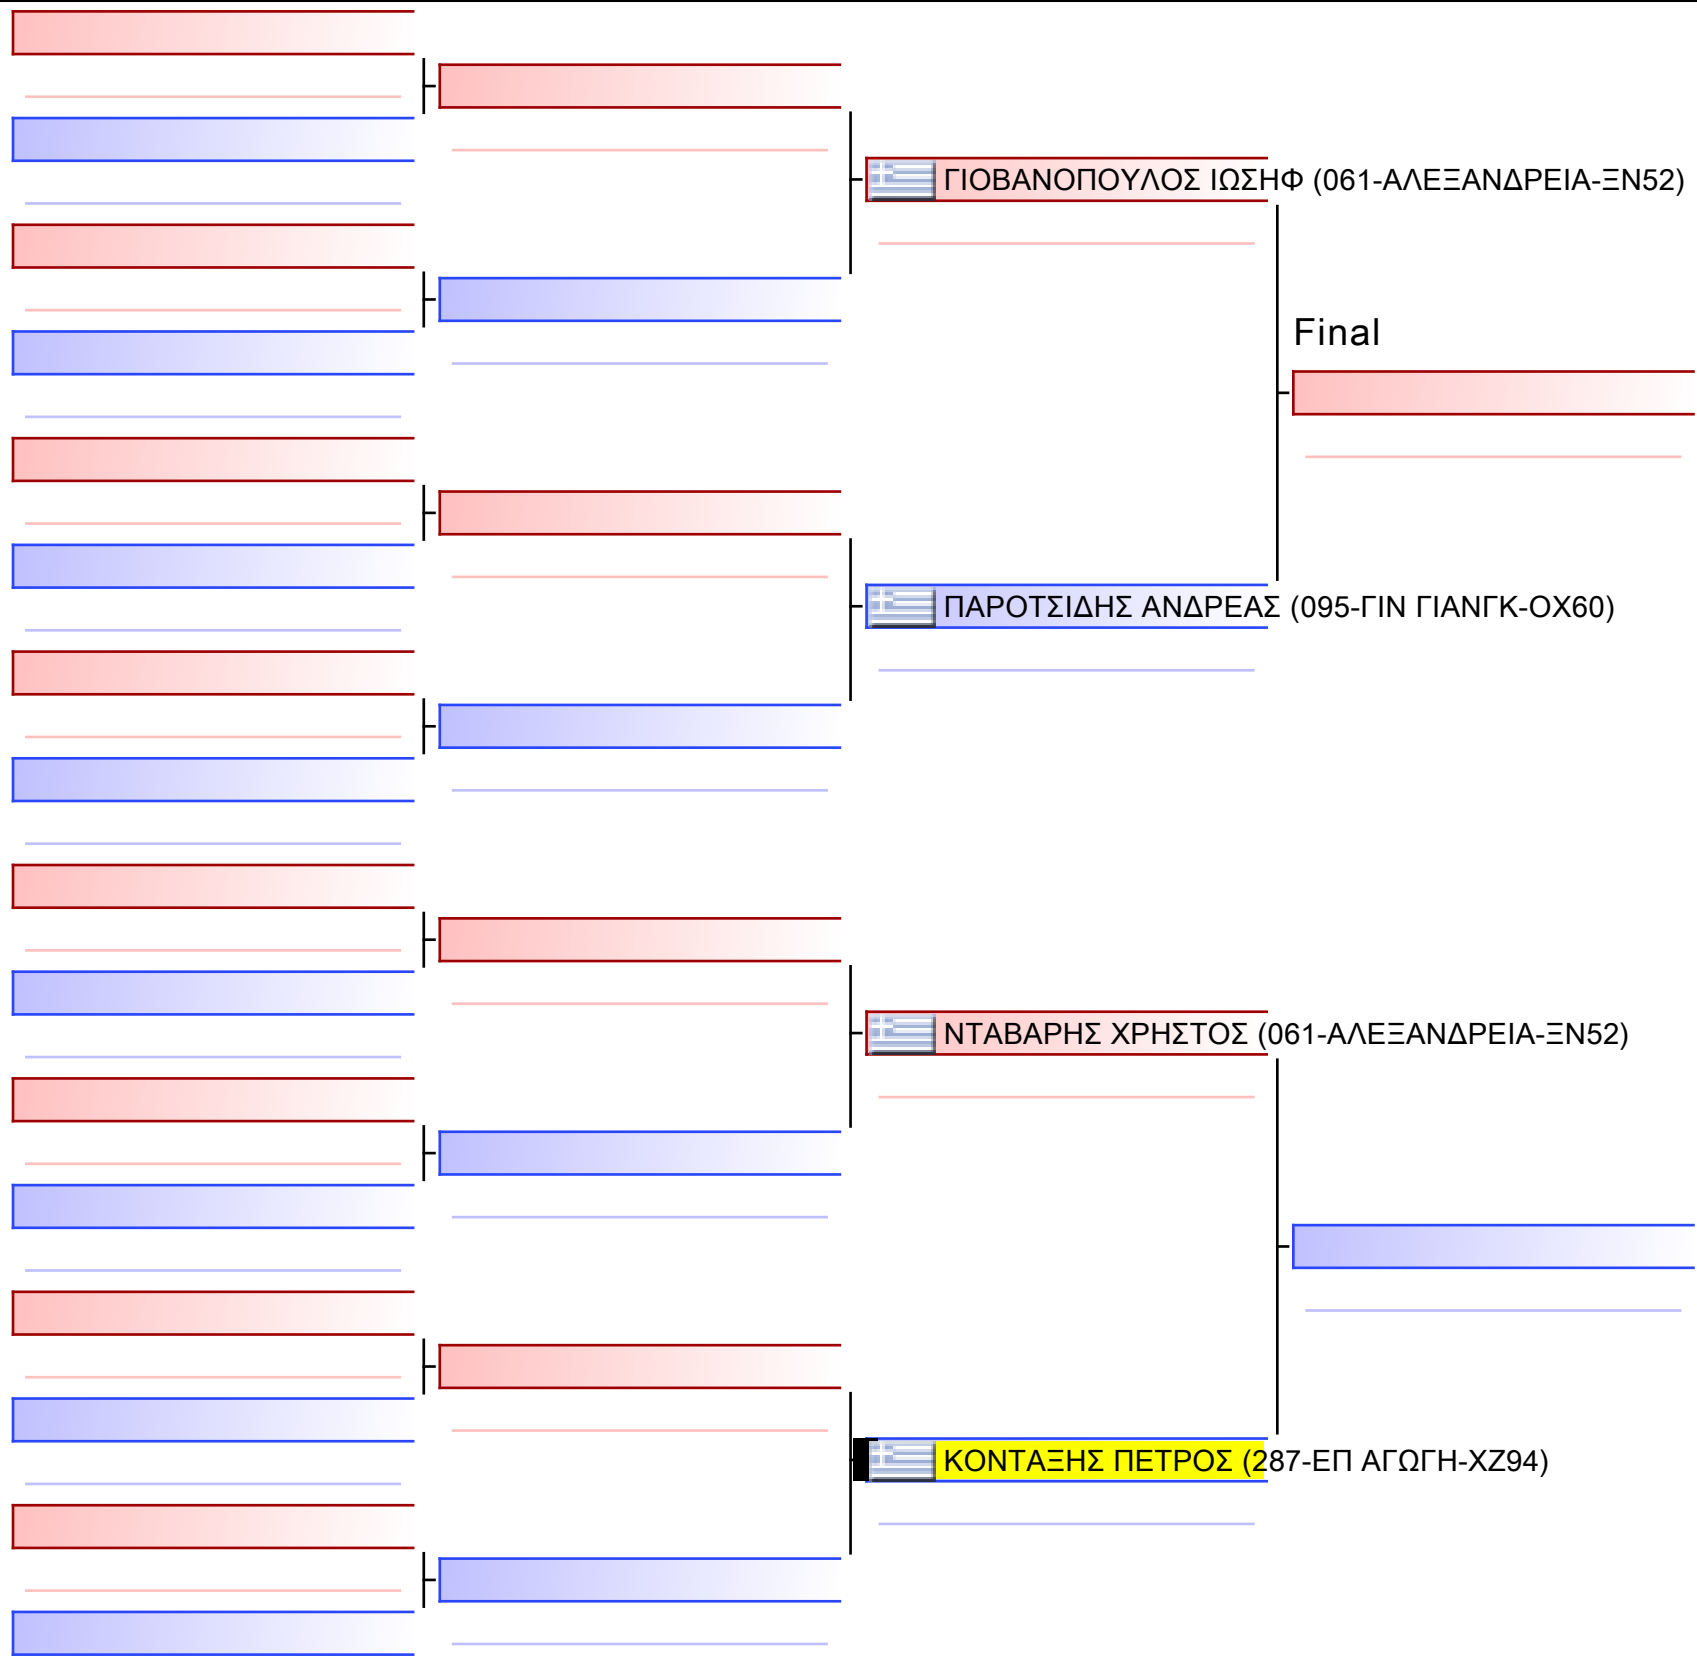 ΓΙΟΒΑΝΟΠΟΥΛΟΣ ΙΩΣΗΦ (061-ΑΛΕΞΑΝΔΡΕΙΑ-ΞΝ52)
Final
ΠΑΡΟΤΣΙΔΗΣ ΑΝΔΡΕΑΣ (095-ΓΙΝ ΓΙΑΝΓΚ-ΟΧ60)
ΝΤΑΒΑΡΗΣ ΧΡΗΣΤΟΣ (061-ΑΛΕΞΑΝΔΡΕΙΑ-ΞΝ52)
ΚΟΝΤΑΞΗΣ ΠΕΤΡΟΣ (287-ΕΠ ΑΓΩΓΗ-ΧΖ94)